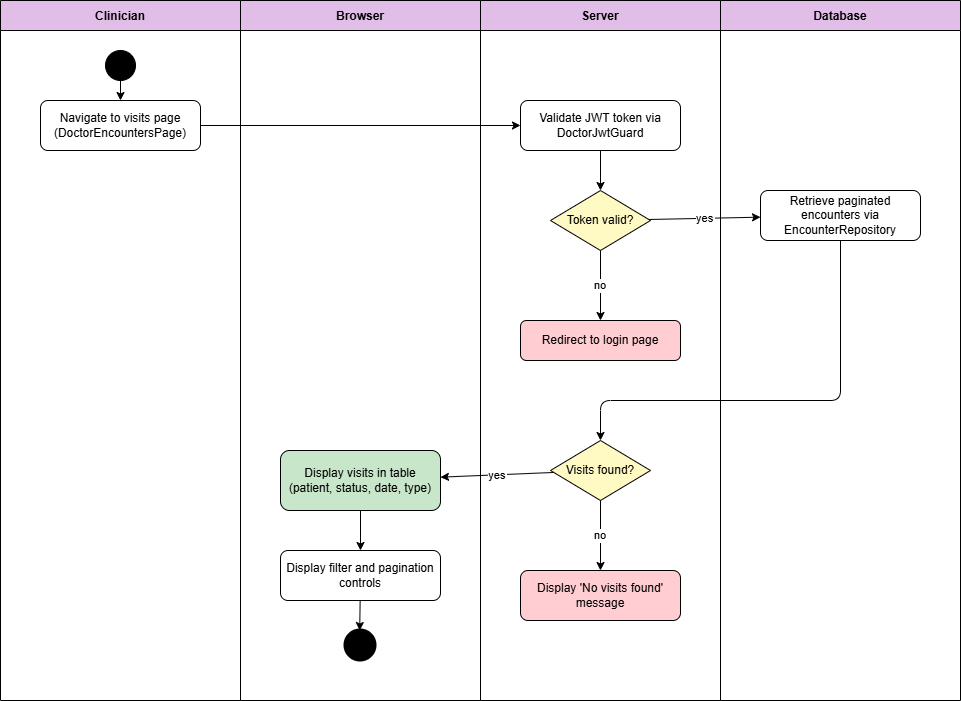 Clinician
Browser
Server
Database
Navigate to visits page
(DoctorEncountersPage)
Validate JWT token via
DoctorJwtGuard
Token valid?
yes
Retrieve paginated
encounters via
EncounterRepository
no
Redirect to login page
Visits found?
yes
Display visits in table
(patient, status, date, type)
no
Display filter and pagination
controls
Display 'No visits found'
message